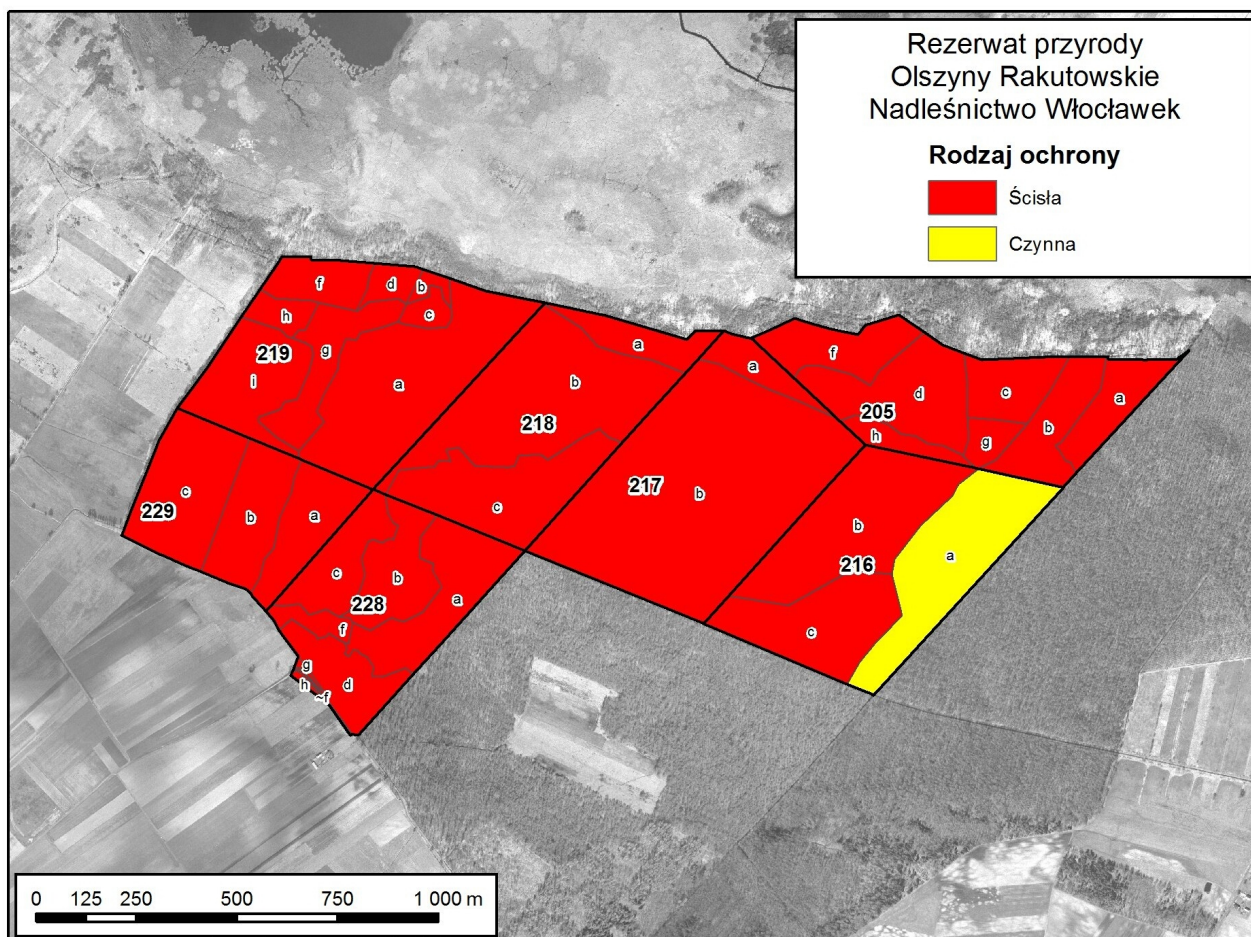 Rezerwat przyrody
Olszyny Rakutowskie
Nadleśnictwo Włocławek
Rodzaj ochrony
Ścisła
Czynna
f
d
b
h
c
219
g
i
a
a
b
218
c
a
217
b
f
c
a
d
205
b
h
g
c
229
b
a
c
b
228
a
f
g
h
~f
d
b
216
a
c
0 125 250 500 750 1 000 m